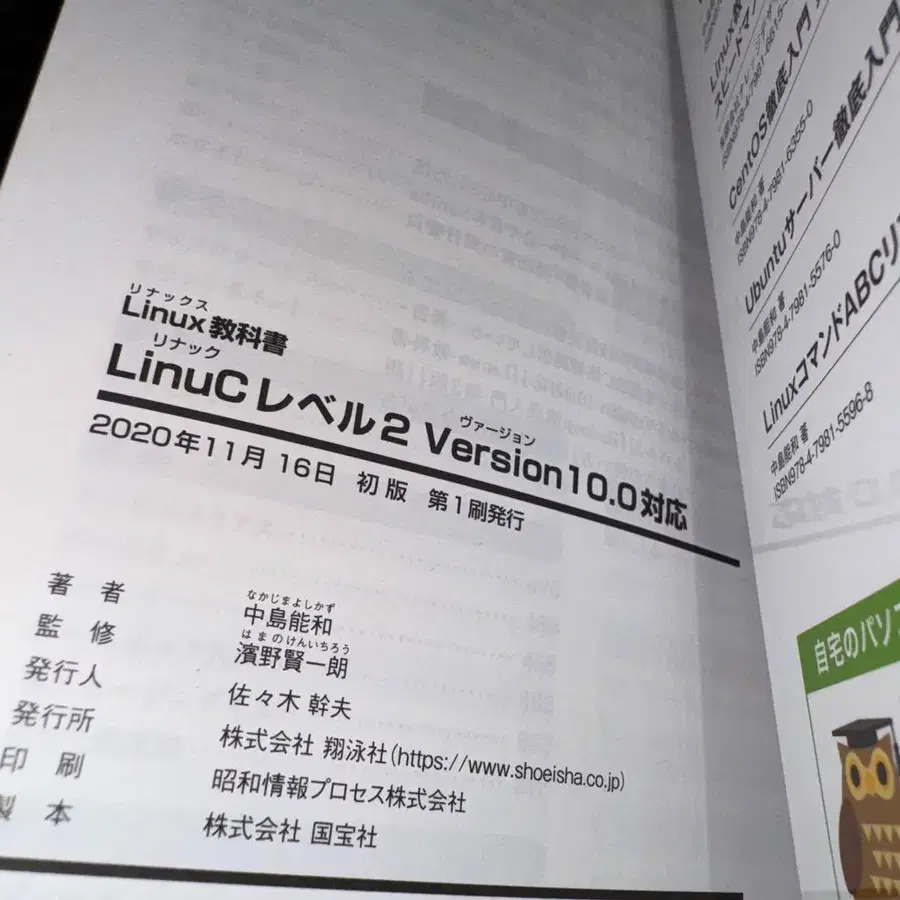 リナックス
Linux教科書
リナック
ヴァージョン
LinuCレベル2 Version10.0対応
2020年11月16日 初版 第1刷発行
著者
なかじまよしかず
中島能和
監修
はまのけんいちろう
濱野賢一朗
発行人
佐々木 幹夫
発行所
株式会社 翔泳社(https://www.shoeisha.co.jp)
印刷
昭和情報プロセス株式会社
製本
株式会社 国宝社
CentOS徹底入門
中島能和 著
ISBN978-4-7981-6355-0
Ubuntuサーバー徹底入門
中島能和 著
ISBN978-4-7981-5576-0
LinuxコマンドABCリ
中島能和 著
ISBN978-4-7981-5596-8
自宅のパソ